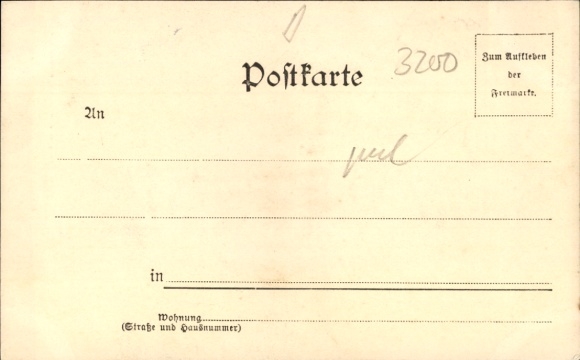 3200
Postkarte
Zum Aufkleben
der
Freimarke.
An
in
Wohnung
(Straße und Hausnummer)